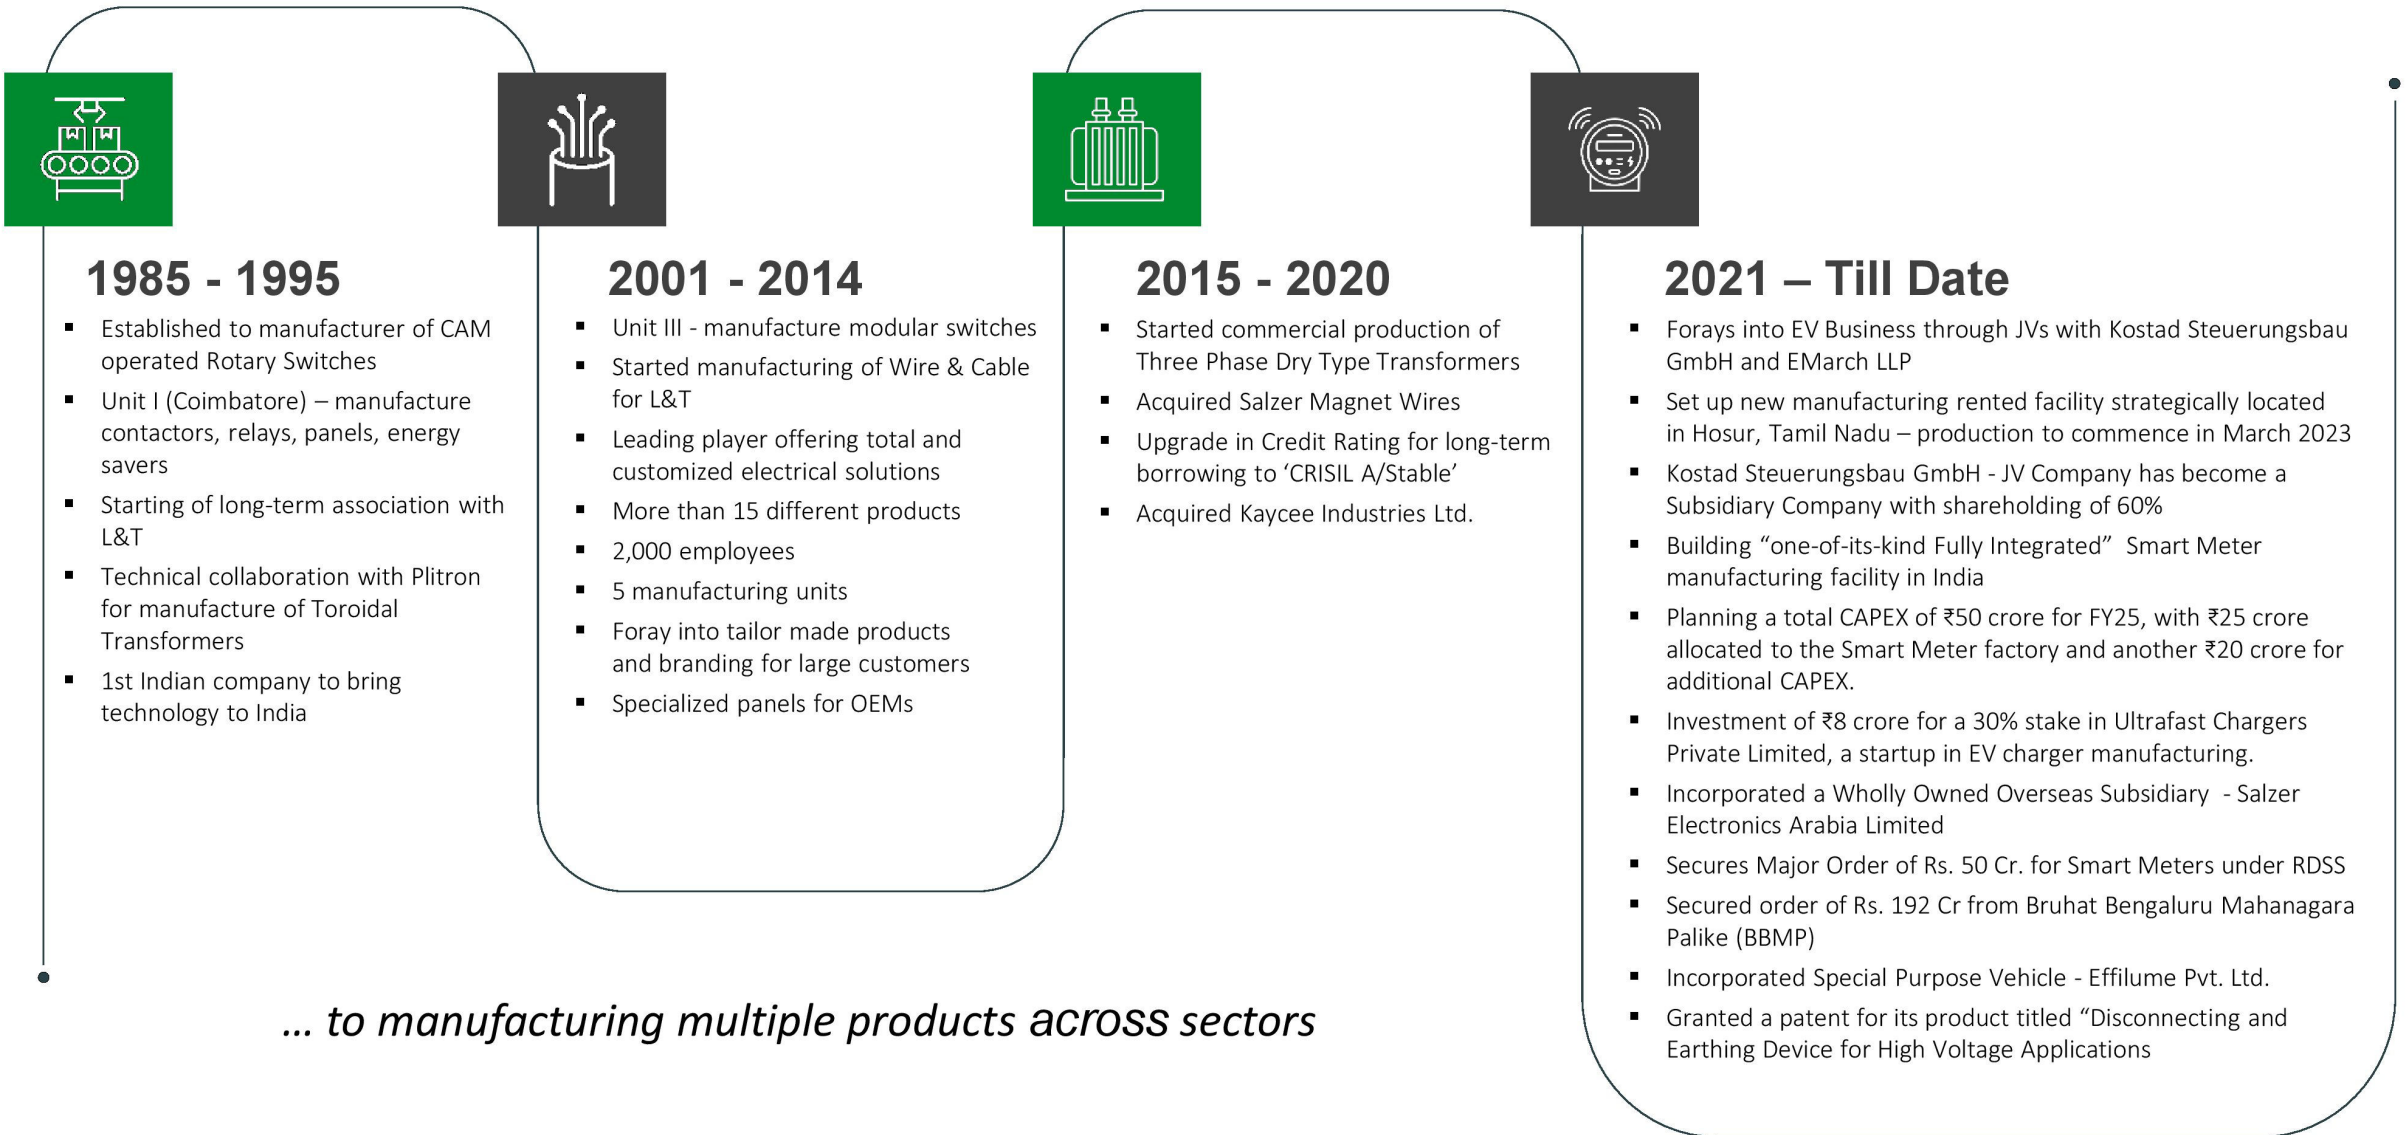 1985 - 1995
▪ Established to manufacturer of CAM
operated Rotary Switches
▪ Unit I (Coimbatore) – manufacture
contactors, relays, panels, energy
savers
▪ Starting of long-term association with
L&T
▪ Technical collaboration with Plitron
for manufacture of Toroidal
Transformers
▪ 1st Indian company to bring
technology to India
2001 - 2014
▪ Unit III - manufacture modular switches
▪ Started manufacturing of Wire & Cable
for L&T
▪ Leading player offering total and
customized electrical solutions
▪ More than 15 different products
▪ 2,000 employees
▪ 5 manufacturing units
▪ Foray into tailor made products
and branding for large customers
▪ Specialized panels for OEMs
2015 - 2020
▪ Started commercial production of
Three Phase Dry Type Transformers
▪ Acquired Salzer Magnet Wires
▪ Upgrade in Credit Rating for long-term
borrowing to ‘CRISIL A/Stable’
▪ Acquired Kaycee Industries Ltd.
2021 – Till Date
▪ Forays into EV Business through JVs with Kostad Steuerungsbau
GmbH and EMarch LLP
▪ Set up new manufacturing rented facility strategically located
in Hosur, Tamil Nadu – production to commence in March 2023
▪ Kostad Steuerungsbau GmbH - JV Company has become a
Subsidiary Company with shareholding of 60%
▪ Building “one-of-its-kind Fully Integrated”  Smart Meter
manufacturing facility in India
▪ Planning a total CAPEX of ₹50 crore for FY25, with ₹25 crore
allocated to the Smart Meter factory and another ₹20 crore for
additional CAPEX.
▪ Investment of ₹8 crore for a 30% stake in Ultrafast Chargers
Private Limited, a startup in EV charger manufacturing.
▪ Incorporated a Wholly Owned Overseas Subsidiary  - Salzer
Electronics Arabia Limited
▪ Secures Major Order of Rs. 50 Cr. for Smart Meters under RDSS
▪ Secured order of Rs. 192 Cr from Bruhat Bengaluru Mahanagara
Palike (BBMP)
▪ Incorporated Special Purpose Vehicle - Effilume Pvt. Ltd.
▪ Granted a patent for its product titled “Disconnecting and
Earthing Device for High Voltage Applications
... to manufacturing multiple products across sectors